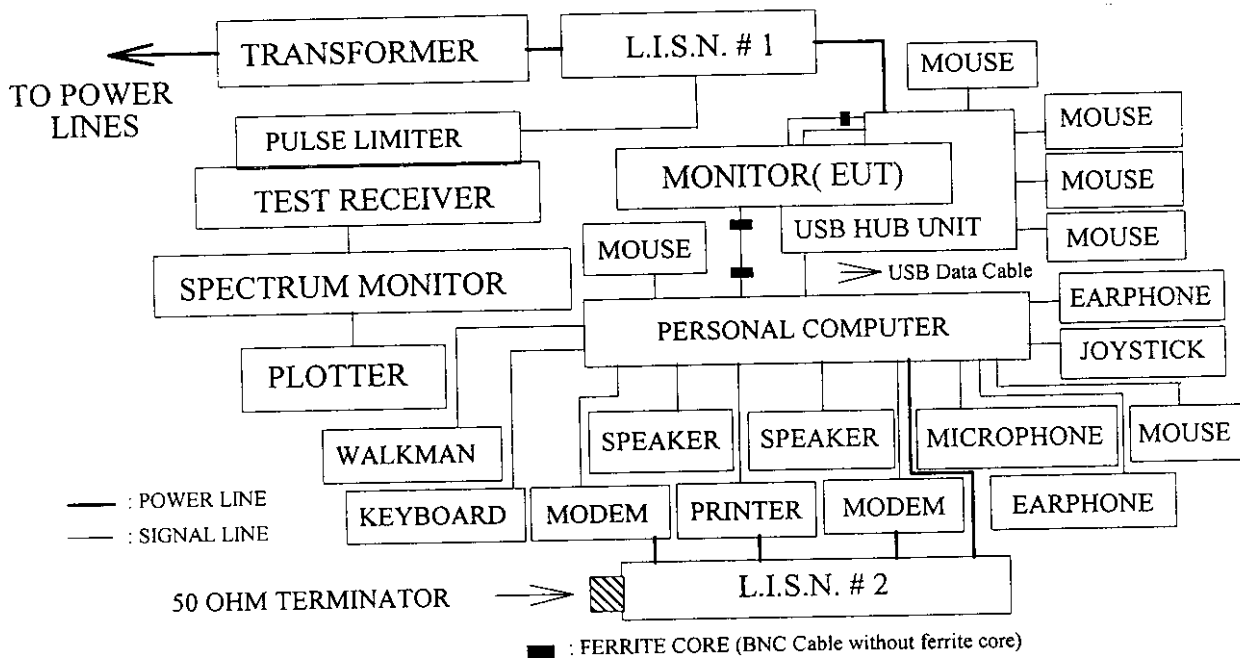 TRANSFORMER
L.I.S.N. # 1
TO POWER
LINES
MOUSE
PULSE LIMITER
MOUSE
TEST RECEIVER
MONITOR( EUT)
MOUSE
USB HUB UNIT
MOUSE
MOUSE
SPECTRUM MONITOR
USB Data Cable
EARPHONE
PERSONAL COMPUTER
JOYSTICK
PLOTTER
WALKMAN
SPEAKER
SPEAKER
MICROPHONE
MOUSE
: POWER LINE
: SIGNAL LINE
KEYBOARD
MODEM
PRINTER
MODEM
EARPHONE
50 OHM TERMINATOR
L.I.S.N. # 2
: FERRITE CORE (BNC Cable without ferrite core)